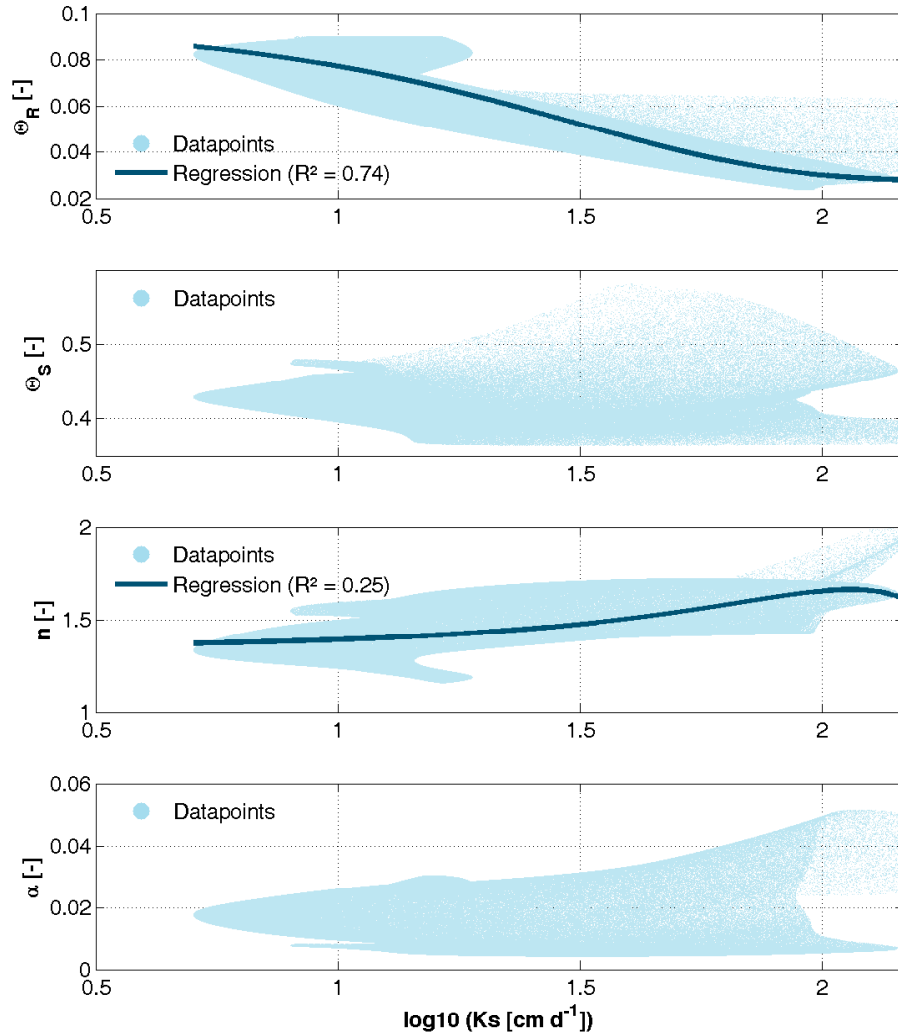 0.1
0.08
0.06
0.04
0.02
Θ_R [-]
Datapoints
Regression (R² = 0.74)
0.5 1 1.5 2
0.5
0.4
Θ_S [-]
Datapoints
0.5 1 1.5 2
2
1.5
1
n [-]
Datapoints
Regression (R² = 0.25)
0.5 1 1.5 2
0.06
0.04
0.02
0
α [-]
Datapoints
0.5 1 1.5 2
log10 (Ks [cm d⁻¹])